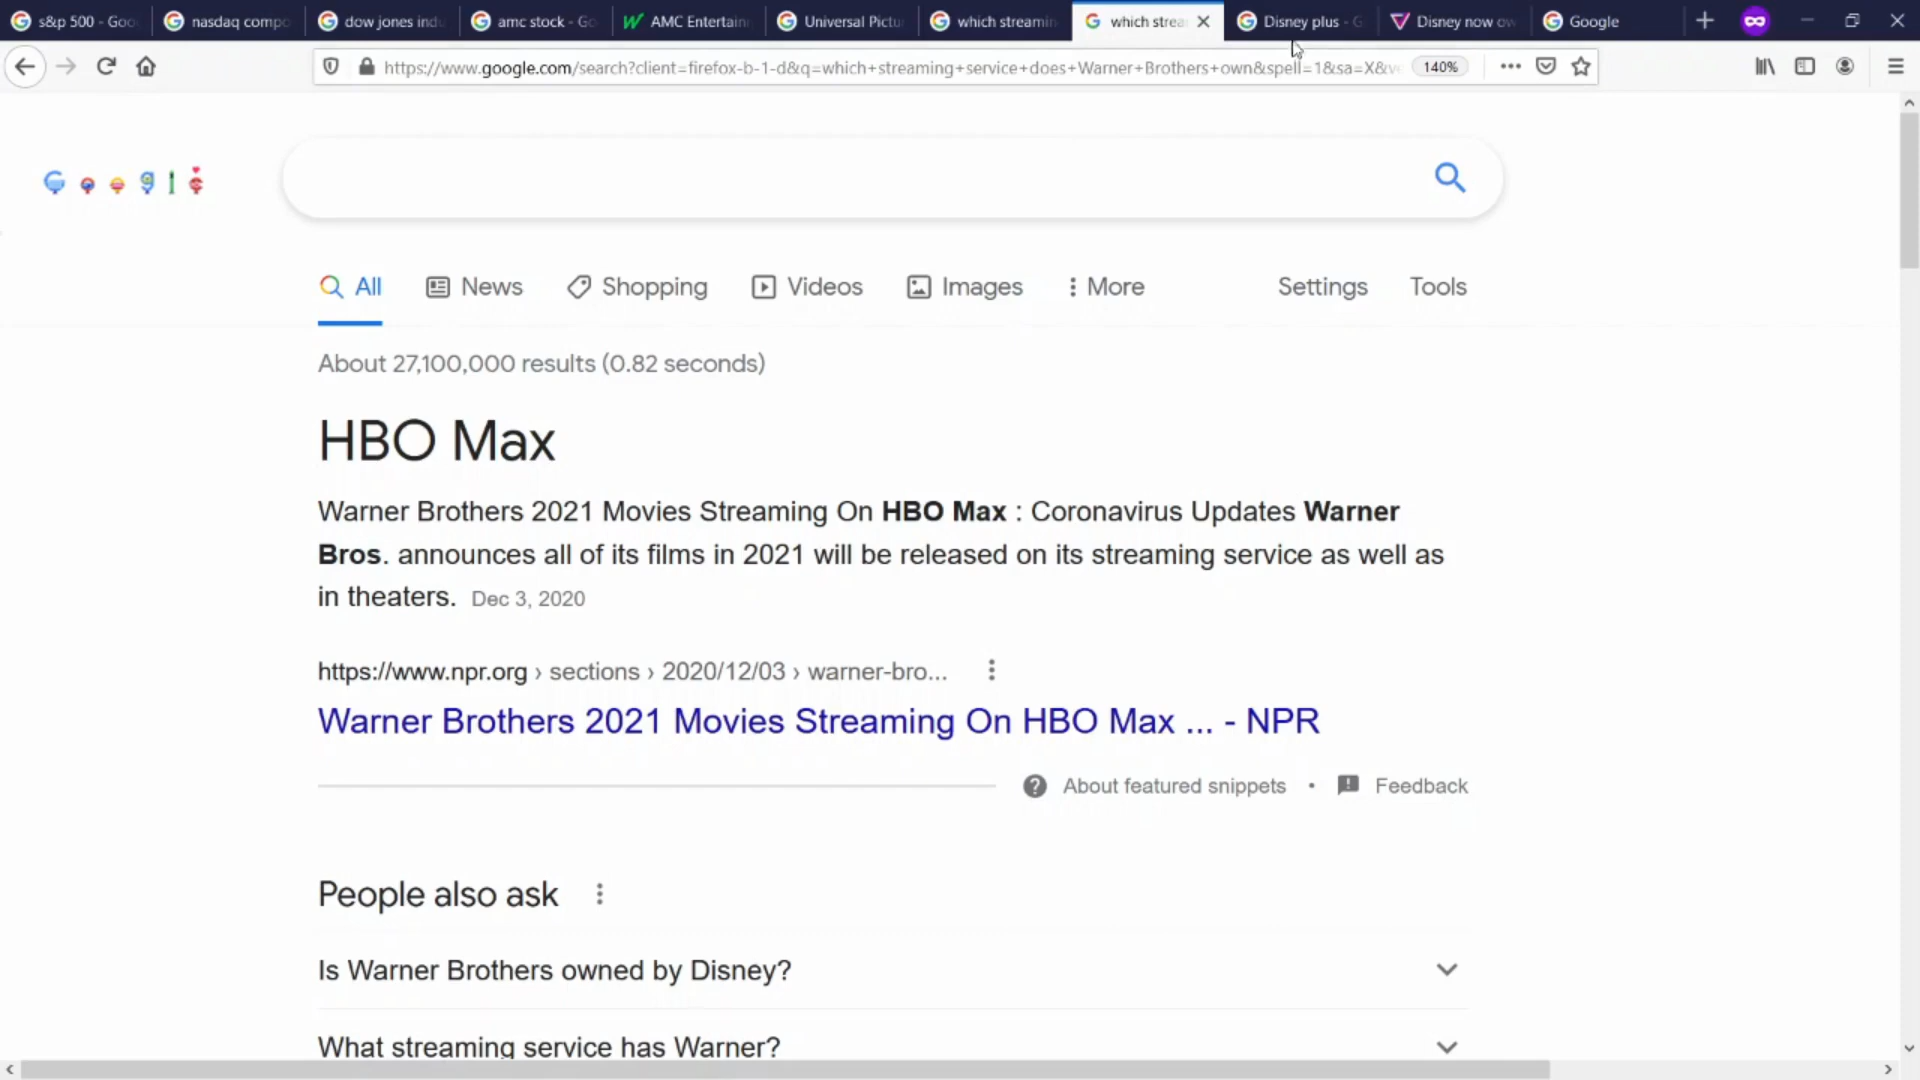 s&p 500 - Goo
nasdaq compo
dow jones indu
amc stock - Go
AMC Entertain
Universal Pictur
which streamin
which strea
Disney plus - G
Disney now ow
Google
https://www.google.com/search?client=firefox-b-1-d&q=which+streaming+service+does+Warner+Brothers+own&spell=1&sa=X&ve
140%
Google
All
News
Shopping
Videos
Images
More
Settings
Tools
About 27,100,000 results (0.82 seconds)
HBO Max
Warner Brothers 2021 Movies Streaming On HBO Max : Coronavirus Updates Warner
Bros. announces all of its films in 2021 will be released on its streaming service as well as
in theaters. Dec 3, 2020
https://www.npr.org › sections › 2020/12/03 › warner-bro...
Warner Brothers 2021 Movies Streaming On HBO Max ... - NPR
About featured snippets • Feedback
People also ask
Is Warner Brothers owned by Disney?
What streaming service has Warner?